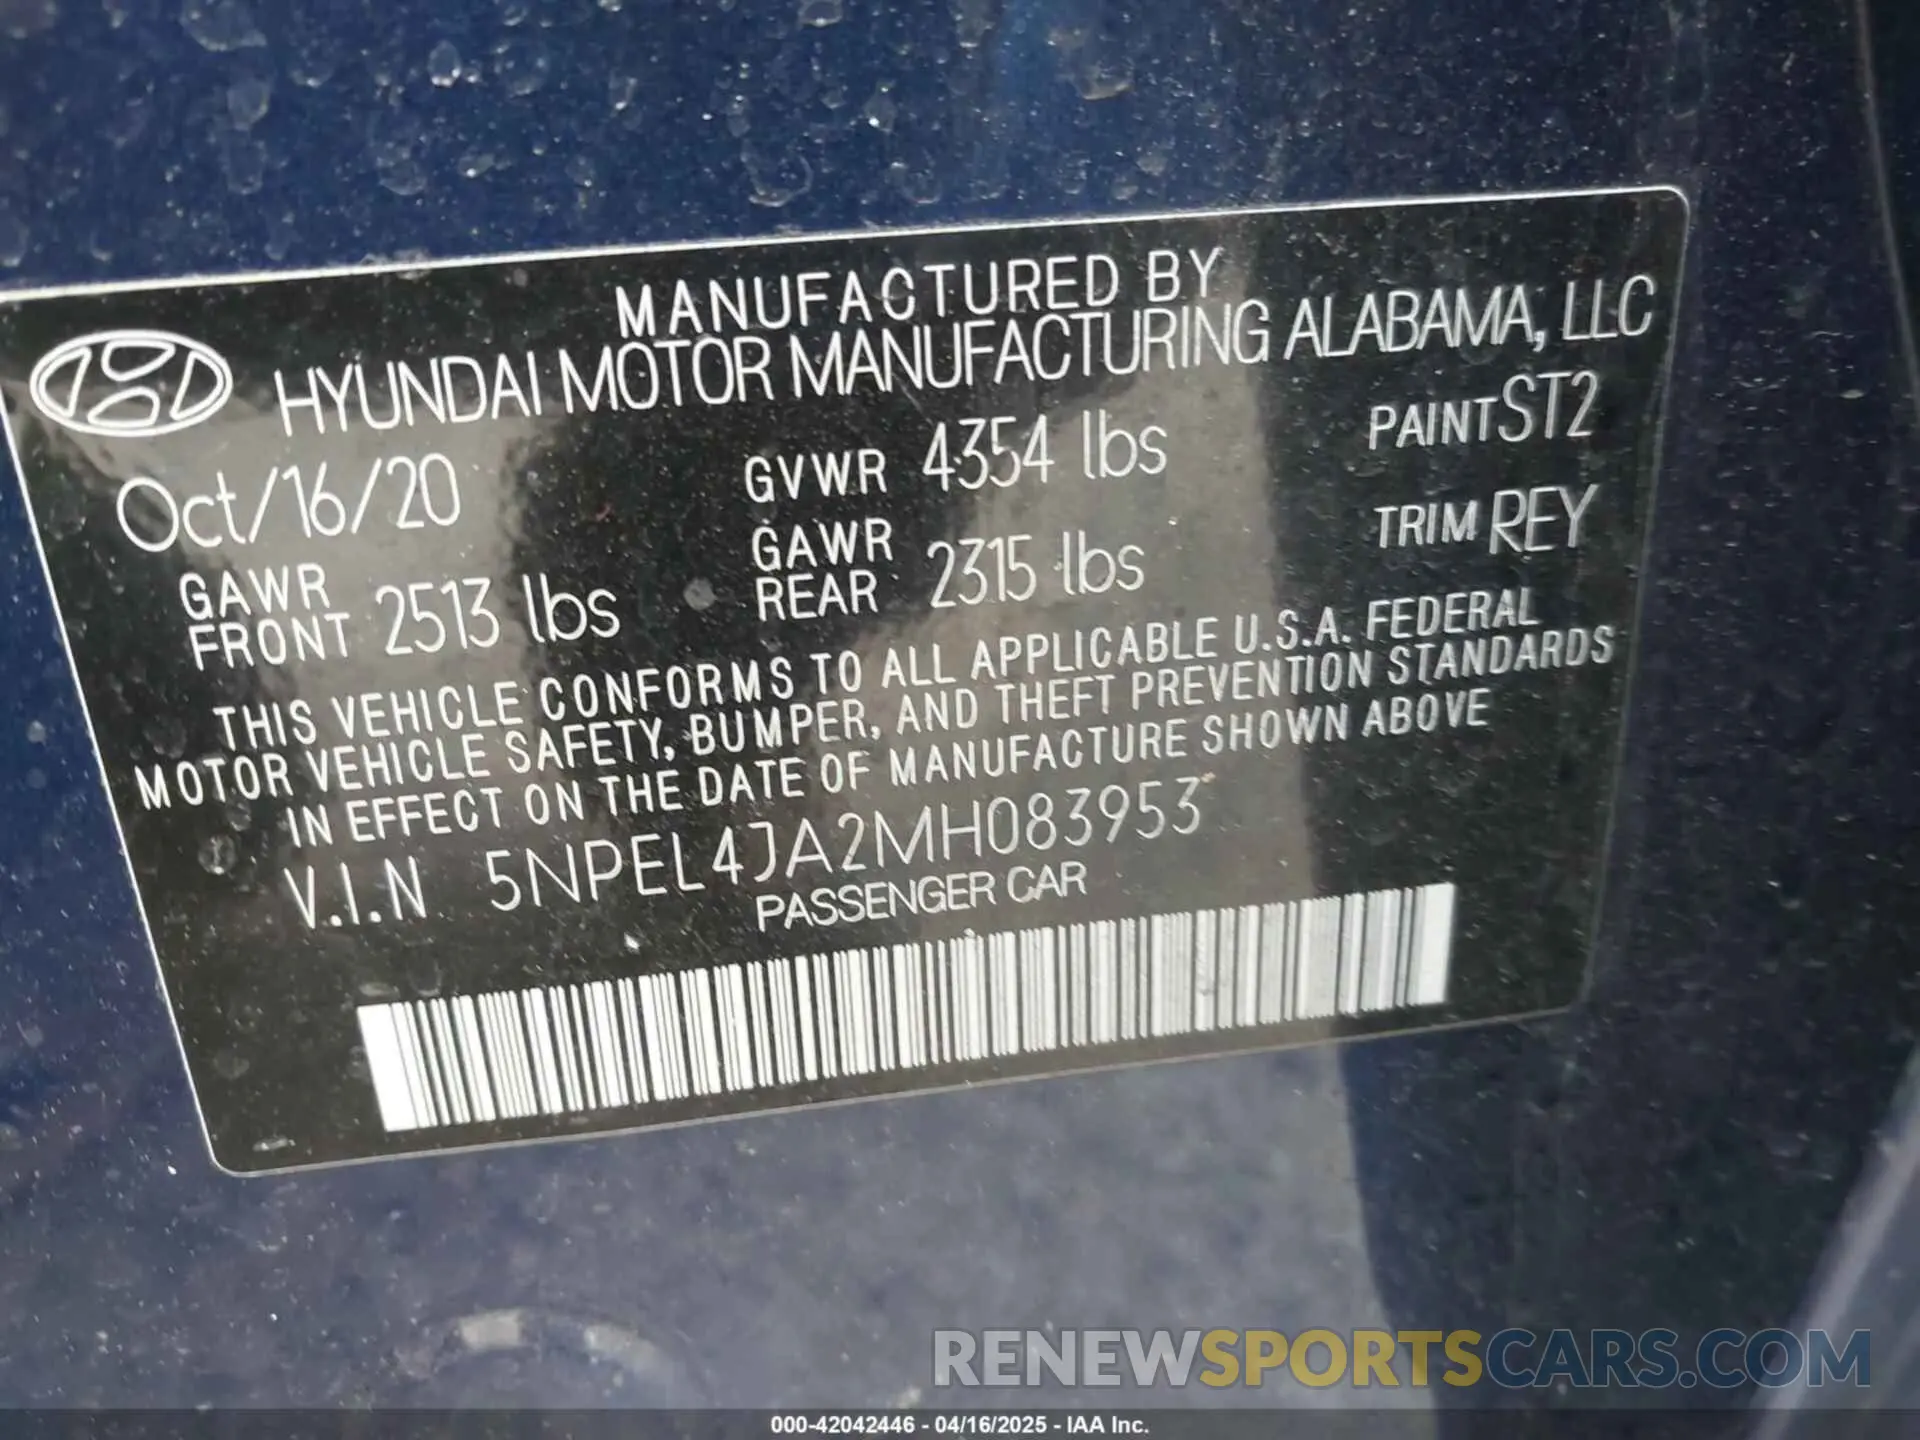 MANUFACTURED BY
HYUNDAI MOTOR MANUFACTURING ALABAMA, LLC
Oct/16/20 GVWR 4354 lbs PAINT ST2
GAWR FRONT 2513 lbs GAWR REAR 2315 lbs TRIM REY
THIS VEHICLE CONFORMS TO ALL APPLICABLE U.S.A. FEDERAL
MOTOR VEHICLE SAFETY, BUMPER, AND THEFT PREVENTION STANDARDS
IN EFFECT ON THE DATE OF MANUFACTURE SHOWN ABOVE
V.I.N 5NPEL4JA2MH083953
PASSENGER CAR
RENEWSPORTSCARS.COM
000-42042446 - 04/16/2025 - IAA Inc.